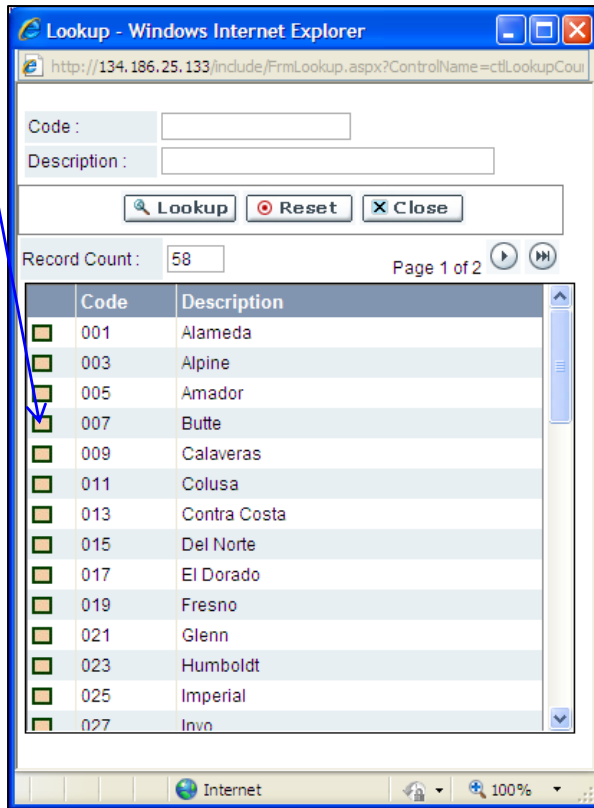 Lookup - Windows Internet Explorer
http://134.186.25.133/include/FrmLookup.aspx?ControlName=ctlLookupCour
Code :
Description :
Lookup Reset Close
Record Count : 58 Page 1 of 2
Code Description
001 Alameda
003 Alpine
005 Amador
007 Butte
009 Calaveras
011 Colusa
013 Contra Costa
015 Del Norte
017 El Dorado
019 Fresno
021 Glenn
023 Humboldt
025 Imperial
027 Inyo
Internet 100%